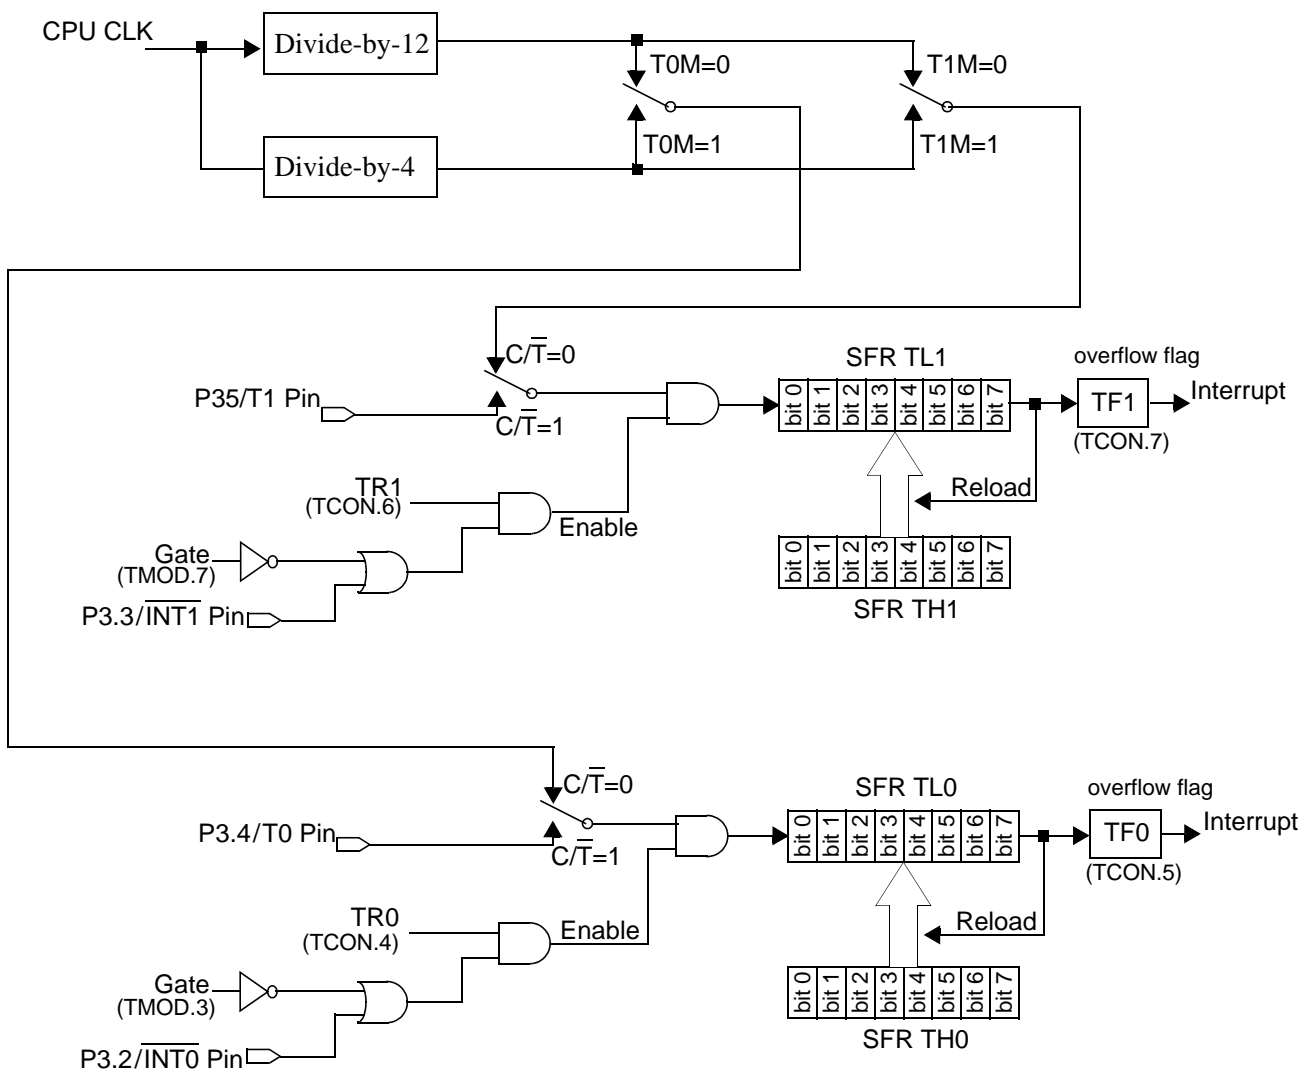 CPU CLK
Divide-by-12
T0M=0
T1M=0
T0M=1
T1M=1
Divide-by-4
C/T̅=0
SFR TL1
overflow flag
P35/T1 Pin
C/T̅=1
bit 0 bit 1 bit 2 bit 3 bit 4 bit 5 bit 6 bit 7
TF1
Interrupt
(TCON.7)
TR1
(TCON.6)
Enable
Reload
Gate
(TMOD.7)
bit 0 bit 1 bit 2 bit 3 bit 4 bit 5 bit 6 bit 7
P3.3/I̅N̅T̅1̅ Pin
SFR TH1
C/T̅=0
SFR TL0
overflow flag
P3.4/T0 Pin
C/T̅=1
bit 0 bit 1 bit 2 bit 3 bit 4 bit 5 bit 6 bit 7
TF0
Interrupt
(TCON.5)
TR0
(TCON.4)
Enable
Reload
Gate
(TMOD.3)
bit 0 bit 1 bit 2 bit 3 bit 4 bit 5 bit 6 bit 7
P3.2/I̅N̅T̅0̅ Pin
SFR TH0